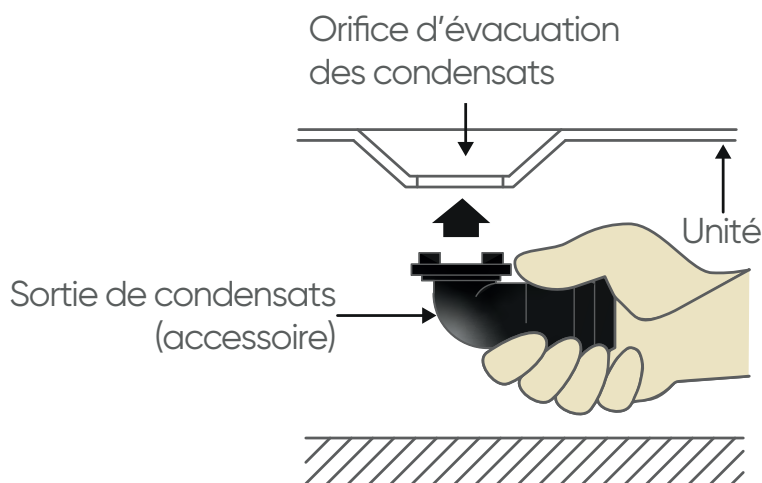 Orifice d’évacuation
des condensats
Unité
Sortie de condensats
(accessoire)